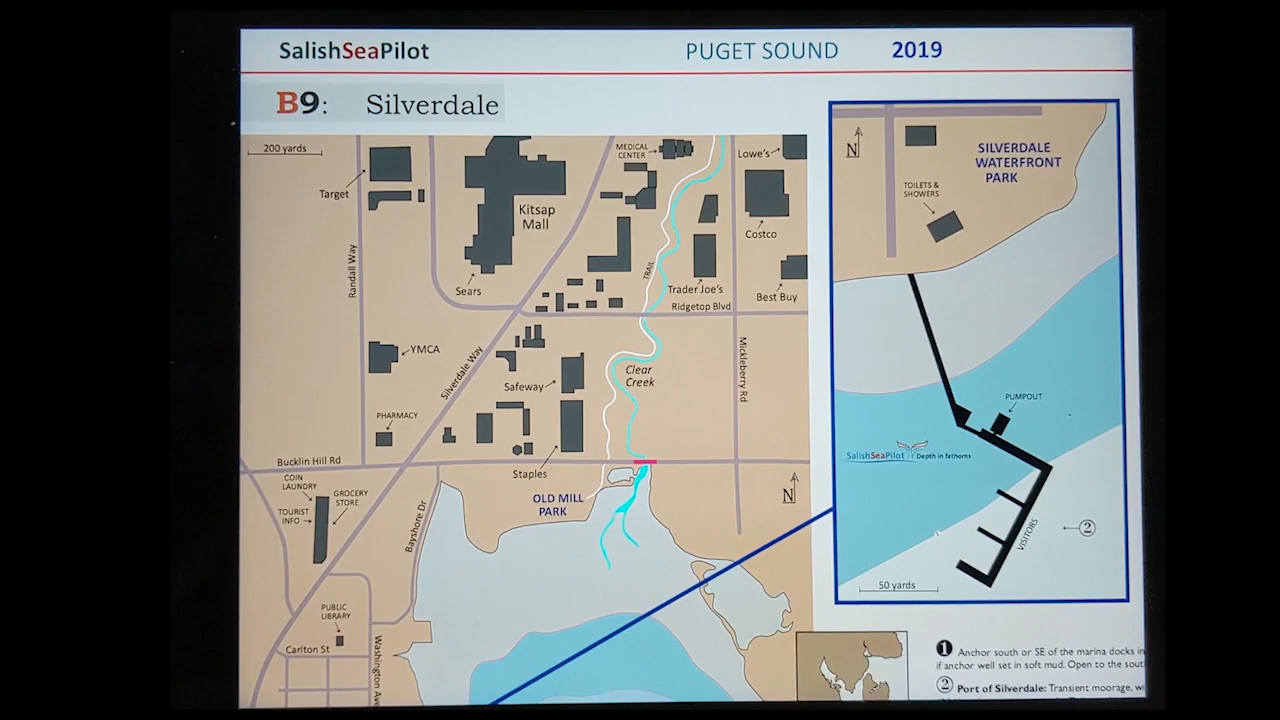 SalishSeaPilot
PUGET SOUND
2019
B9: Silverdale
200 yards
Target
Kitsap
Mall
Sears
MEDICAL
CENTER
Lowe's
Costco
Trader Joe's
Best Buy
Ridgetop Blvd
TRAIL
Randall Way
YMCA
Silverdale Way
Safeway
Clear
Creek
Mickleberry Rd
PHARMACY
Bucklin Hill Rd
Staples
COIN
LAUNDRY
GROCERY
STORE
TOURIST
INFO
OLD MILL
PARK
N
Bayshore Dr
PUBLIC
LIBRARY
Carlton St
Washington Ave
N
SILVERDALE
WATERFRONT
PARK
TOILETS &
SHOWERS
PUMPOUT
SalishSeaPilot Depth in fathoms
VISITORS
2
50 yards
1 Anchor south or SE of the marina docks in
if anchor well set in soft mud. Open to the sout
2 Port of Silverdale: Transient moorage, wi